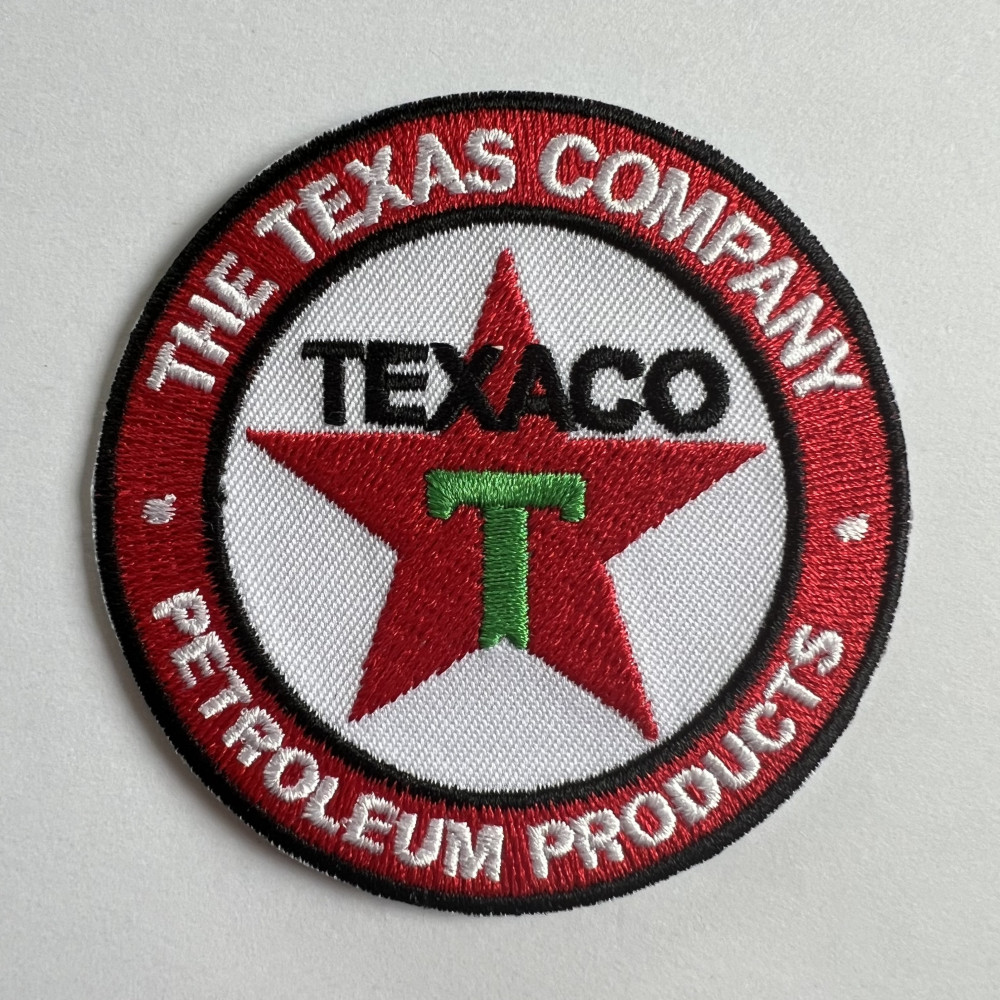 THE TEXAS COMPANY
TEXACO
T
PETROLEUM PRODUCTS